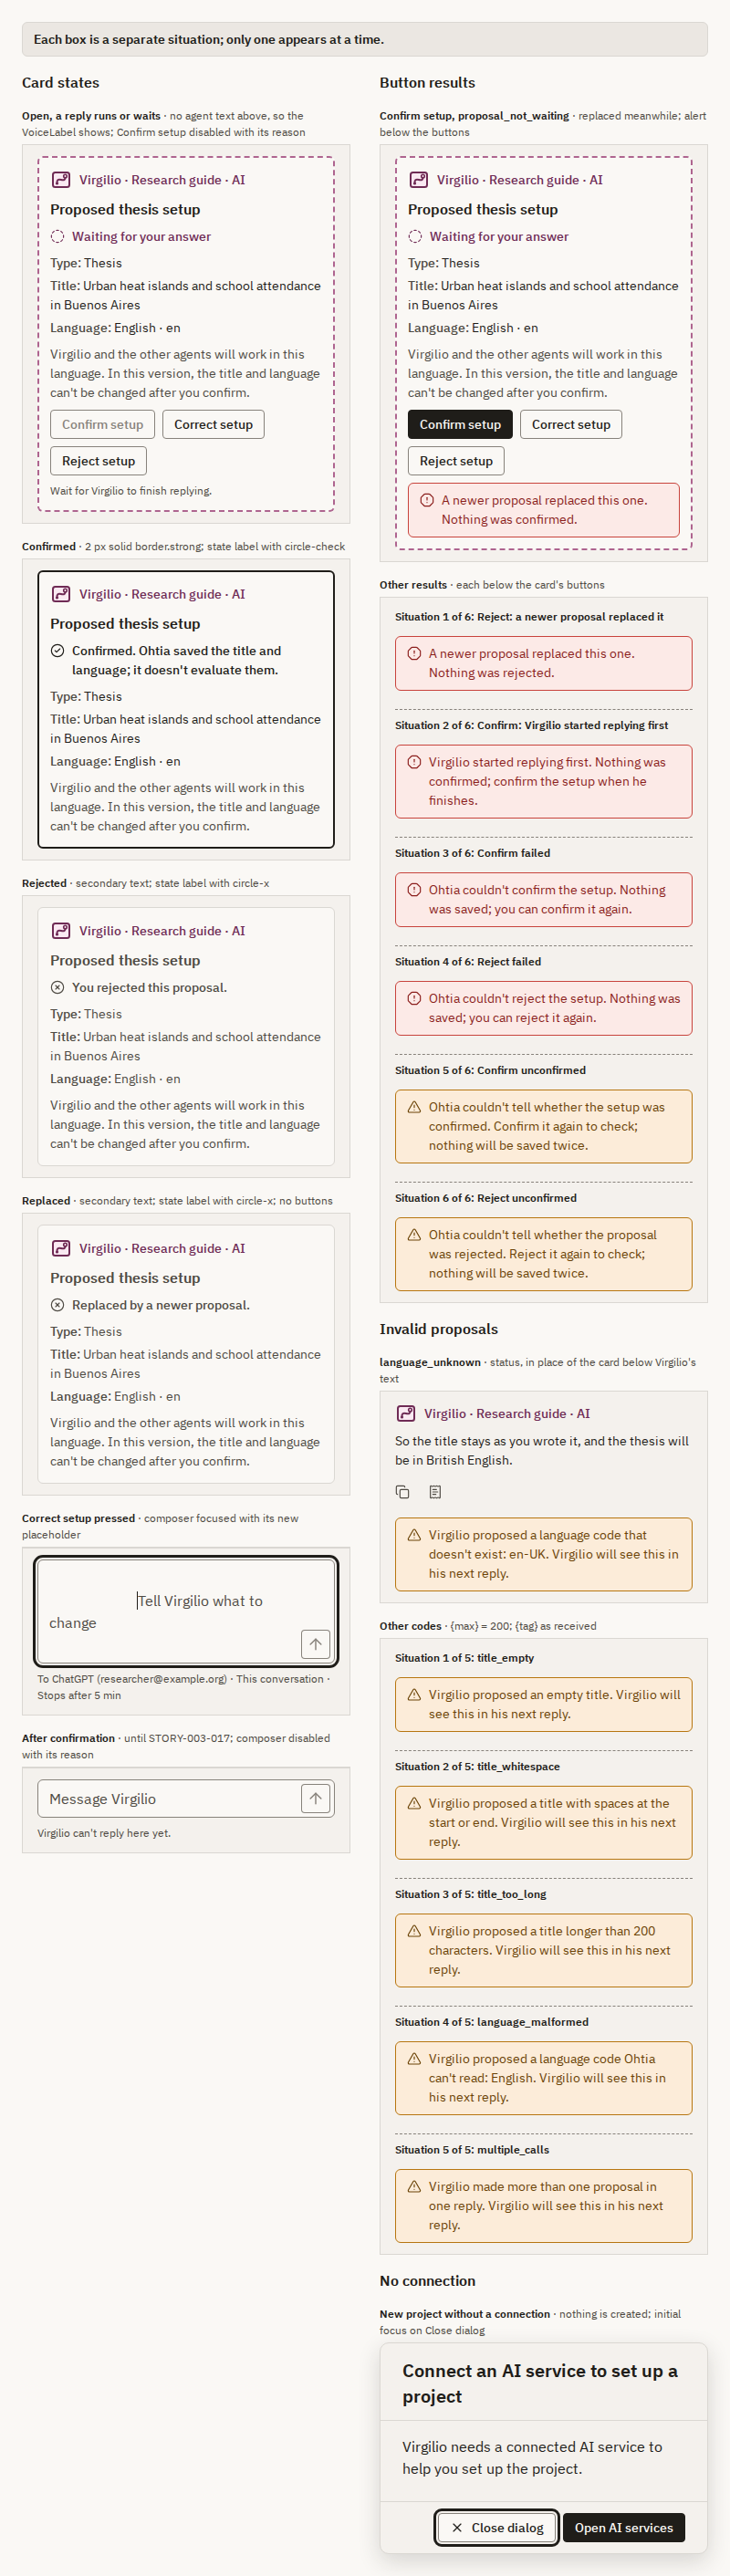 Each box is a separate situation; only one appears at a time.
Card states
Open, a reply runs or waits · no agent text above, so the
VoiceLabel shows; Confirm setup disabled with its reason
Virgilio · Research guide · AI
Proposed thesis setup
Waiting for your answer
Type: Thesis
Title: Urban heat islands and school attendance
in Buenos Aires
Language: English · en
Virgilio and the other agents will work in this
language. In this version, the title and language
can't be changed after you confirm.
Confirm setup
Correct setup
Reject setup
Wait for Virgilio to finish replying.
Confirmed · 2 px solid border.strong; state label with circle-check
Virgilio · Research guide · AI
Proposed thesis setup
Confirmed. Ohtia saved the title and
language; it doesn't evaluate them.
Type: Thesis
Title: Urban heat islands and school attendance
in Buenos Aires
Language: English · en
Virgilio and the other agents will work in this
language. In this version, the title and language
can't be changed after you confirm.
Rejected · secondary text; state label with circle-x
Virgilio · Research guide · AI
Proposed thesis setup
You rejected this proposal.
Type: Thesis
Title: Urban heat islands and school attendance
in Buenos Aires
Language: English · en
Virgilio and the other agents will work in this
language. In this version, the title and language
can't be changed after you confirm.
Replaced · secondary text; state label with circle-x; no buttons
Virgilio · Research guide · AI
Proposed thesis setup
Replaced by a newer proposal.
Type: Thesis
Title: Urban heat islands and school attendance
in Buenos Aires
Language: English · en
Virgilio and the other agents will work in this
language. In this version, the title and language
can't be changed after you confirm.
Correct setup pressed · composer focused with its new
placeholder
Tell Virgilio what to
change
To ChatGPT (researcher@example.org) · This conversation ·
Stops after 5 min
After confirmation · until STORY-003-017; composer disabled
with its reason
Message Virgilio
Virgilio can't reply here yet.
Button results
Confirm setup, proposal_not_waiting · replaced meanwhile; alert
below the buttons
Virgilio · Research guide · AI
Proposed thesis setup
Waiting for your answer
Type: Thesis
Title: Urban heat islands and school attendance
in Buenos Aires
Language: English · en
Virgilio and the other agents will work in this
language. In this version, the title and language
can't be changed after you confirm.
Confirm setup
Correct setup
Reject setup
A newer proposal replaced this one.
Nothing was confirmed.
Other results · each below the card's buttons
Situation 1 of 6: Reject: a newer proposal replaced it
A newer proposal replaced this one.
Nothing was rejected.
Situation 2 of 6: Confirm: Virgilio started replying first
Virgilio started replying first. Nothing was
confirmed; confirm the setup when he
finishes.
Situation 3 of 6: Confirm failed
Ohtia couldn't confirm the setup. Nothing
was saved; you can confirm it again.
Situation 4 of 6: Reject failed
Ohtia couldn't reject the setup. Nothing was
saved; you can reject it again.
Situation 5 of 6: Confirm unconfirmed
Ohtia couldn't tell whether the setup was
confirmed. Confirm it again to check;
nothing will be saved twice.
Situation 6 of 6: Reject unconfirmed
Ohtia couldn't tell whether the proposal
was rejected. Reject it again to check;
nothing will be saved twice.
Invalid proposals
language_unknown · status, in place of the card below Virgilio's
text
Virgilio · Research guide · AI
So the title stays as you wrote it, and the thesis will
be in British English.
Virgilio proposed a language code that
doesn't exist: en-UK. Virgilio will see this in
his next reply.
Other codes · {max} = 200; {tag} as received
Situation 1 of 5: title_empty
Virgilio proposed an empty title. Virgilio will
see this in his next reply.
Situation 2 of 5: title_whitespace
Virgilio proposed a title with spaces at the
start or end. Virgilio will see this in his next
reply.
Situation 3 of 5: title_too_long
Virgilio proposed a title longer than 200
characters. Virgilio will see this in his next
reply.
Situation 4 of 5: language_malformed
Virgilio proposed a language code Ohtia
can't read: English. Virgilio will see this in
his next reply.
Situation 5 of 5: multiple_calls
Virgilio made more than one proposal in
one reply. Virgilio will see this in his next
reply.
No connection
New project without a connection · nothing is created; initial
focus on Close dialog
Connect an AI service to set up a
project
Virgilio needs a connected AI service to
help you set up the project.
Close dialog
Open AI services